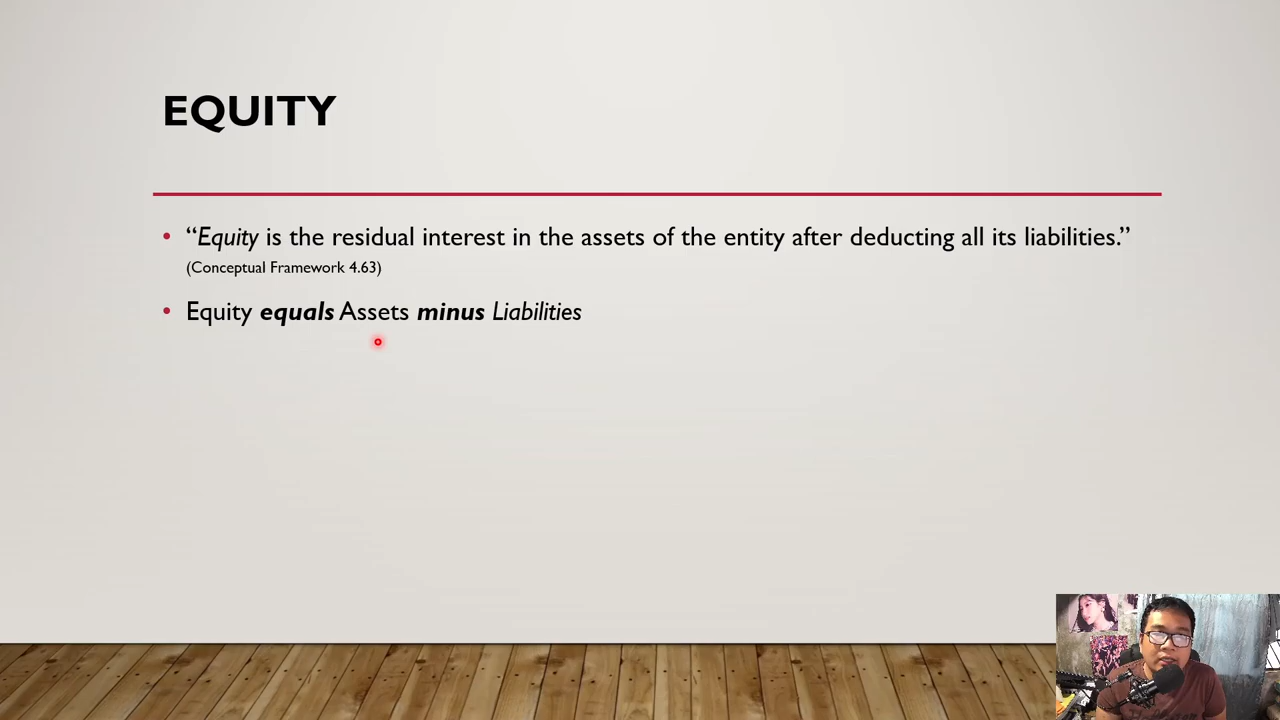 EQUITY
• “Equity is the residual interest in the assets of the entity after deducting all its liabilities.”
(Conceptual Framework 4.63)
• Equity equals Assets minus Liabilities